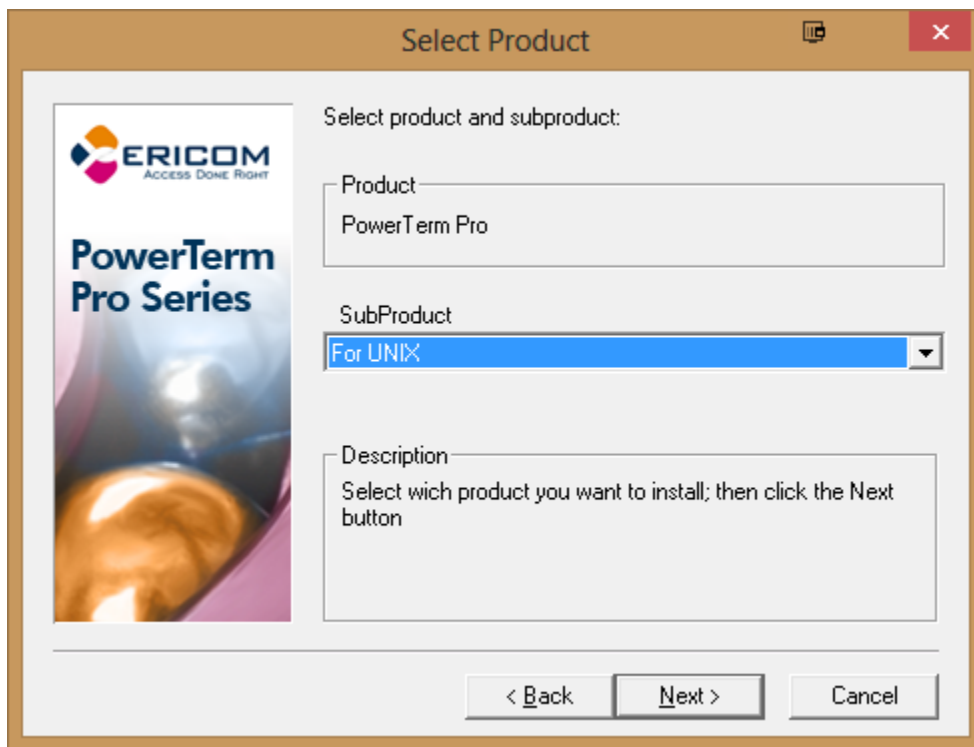 Select Product
ERICOM
ACCESS DONE RIGHT
PowerTerm
Pro Series
Select product and subproduct:
Product
PowerTerm Pro
SubProduct
For UNIX
Description
Select wich product you want to install; then click the Next
button
< Back
Next >
Cancel